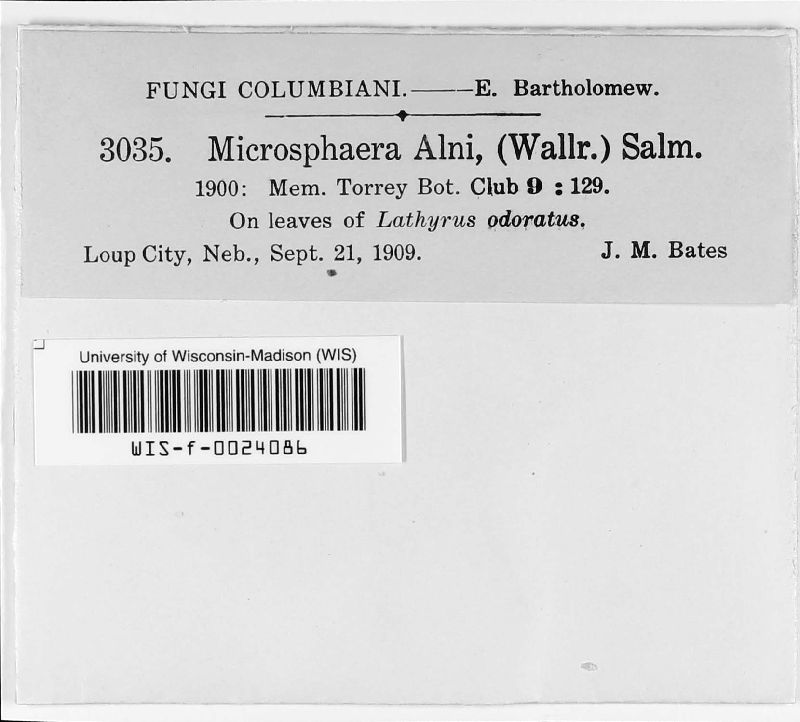 FUNGI COLUMBIANI.——E. Bartholomew.
3035. Microsphaera Alni, (Wallr.) Salm.
1900: Mem. Torrey Bot. Club 9 : 129.
On leaves of Lathyrus odoratus.
Loup City, Neb., Sept. 21, 1909. J. M. Bates
University of Wisconsin-Madison (WIS)
WIS-f-0024086